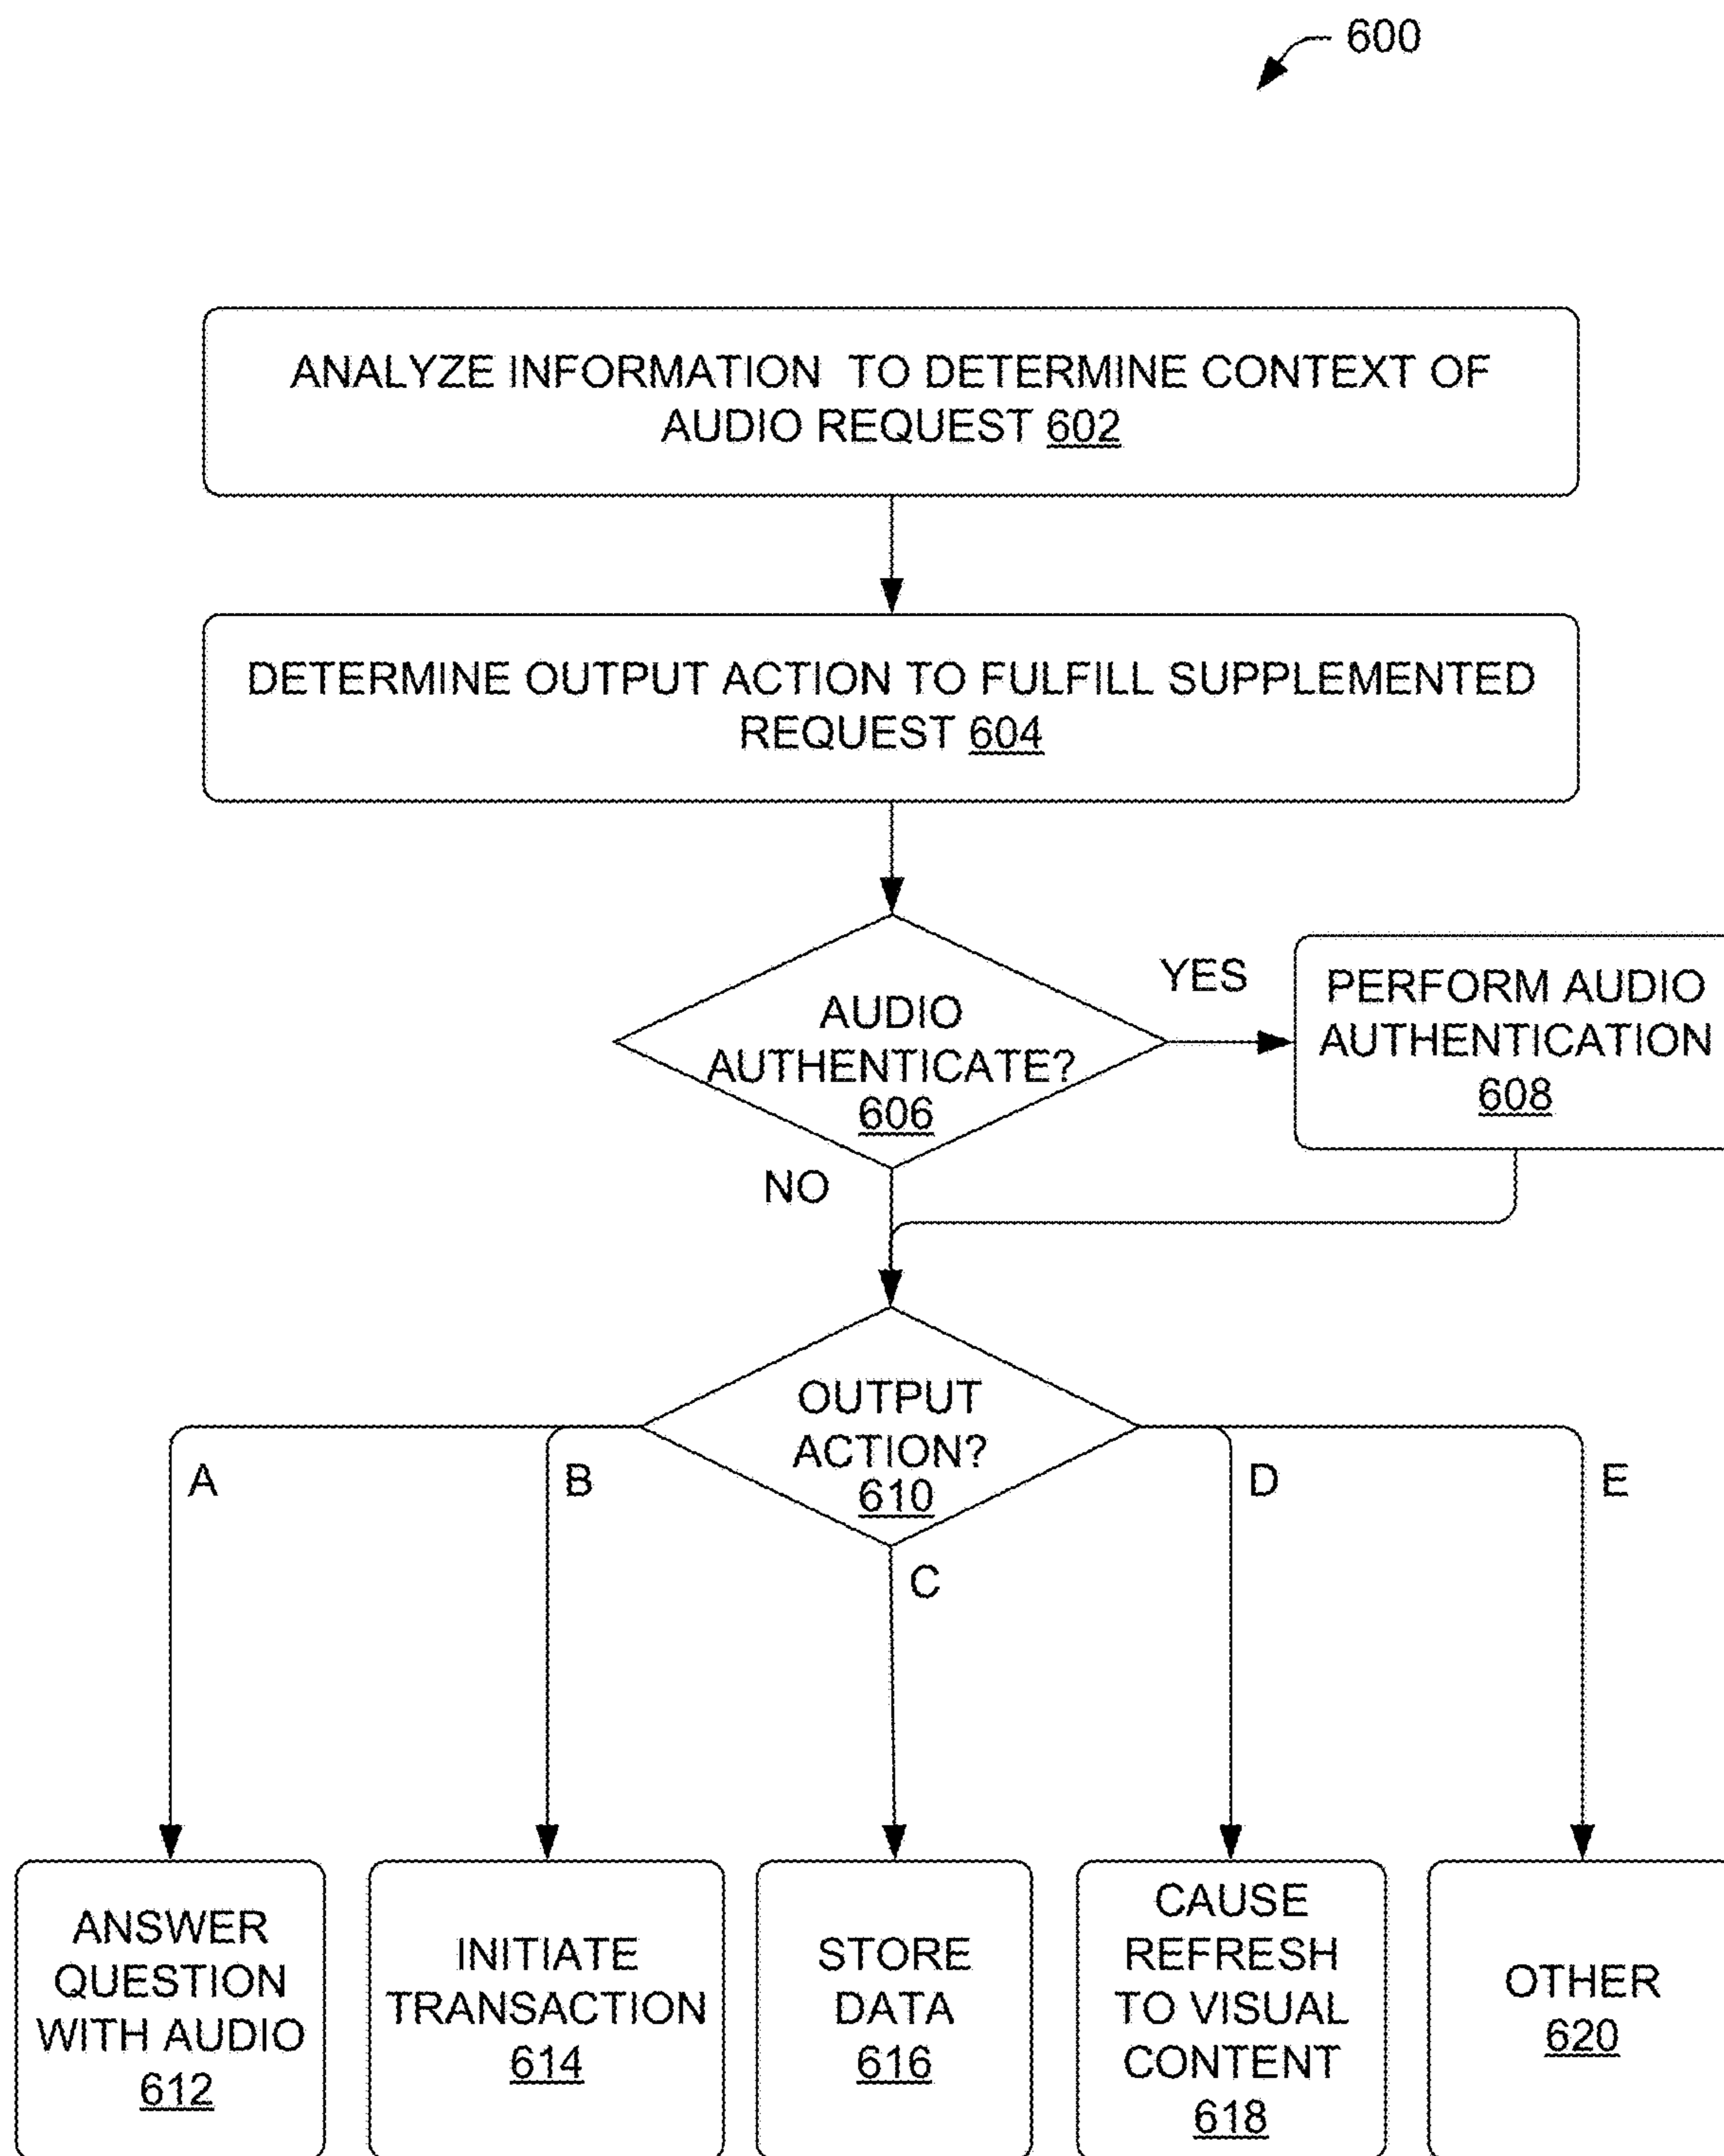 600
ANALYZE INFORMATION TO DETERMINE CONTEXT OF
AUDIO REQUEST 602
DETERMINE OUTPUT ACTION TO FULFILL SUPPLEMENTED
REQUEST 604
AUDIO
AUTHENTICATE?
606
YES
PERFORM AUDIO
AUTHENTICATION
608
NO
OUTPUT
ACTION?
610
A
B
C
D
E
ANSWER
QUESTION
WITH AUDIO
612
INITIATE
TRANSACTION
614
STORE
DATA
616
CAUSE
REFRESH
TO VISUAL
CONTENT
618
OTHER
620